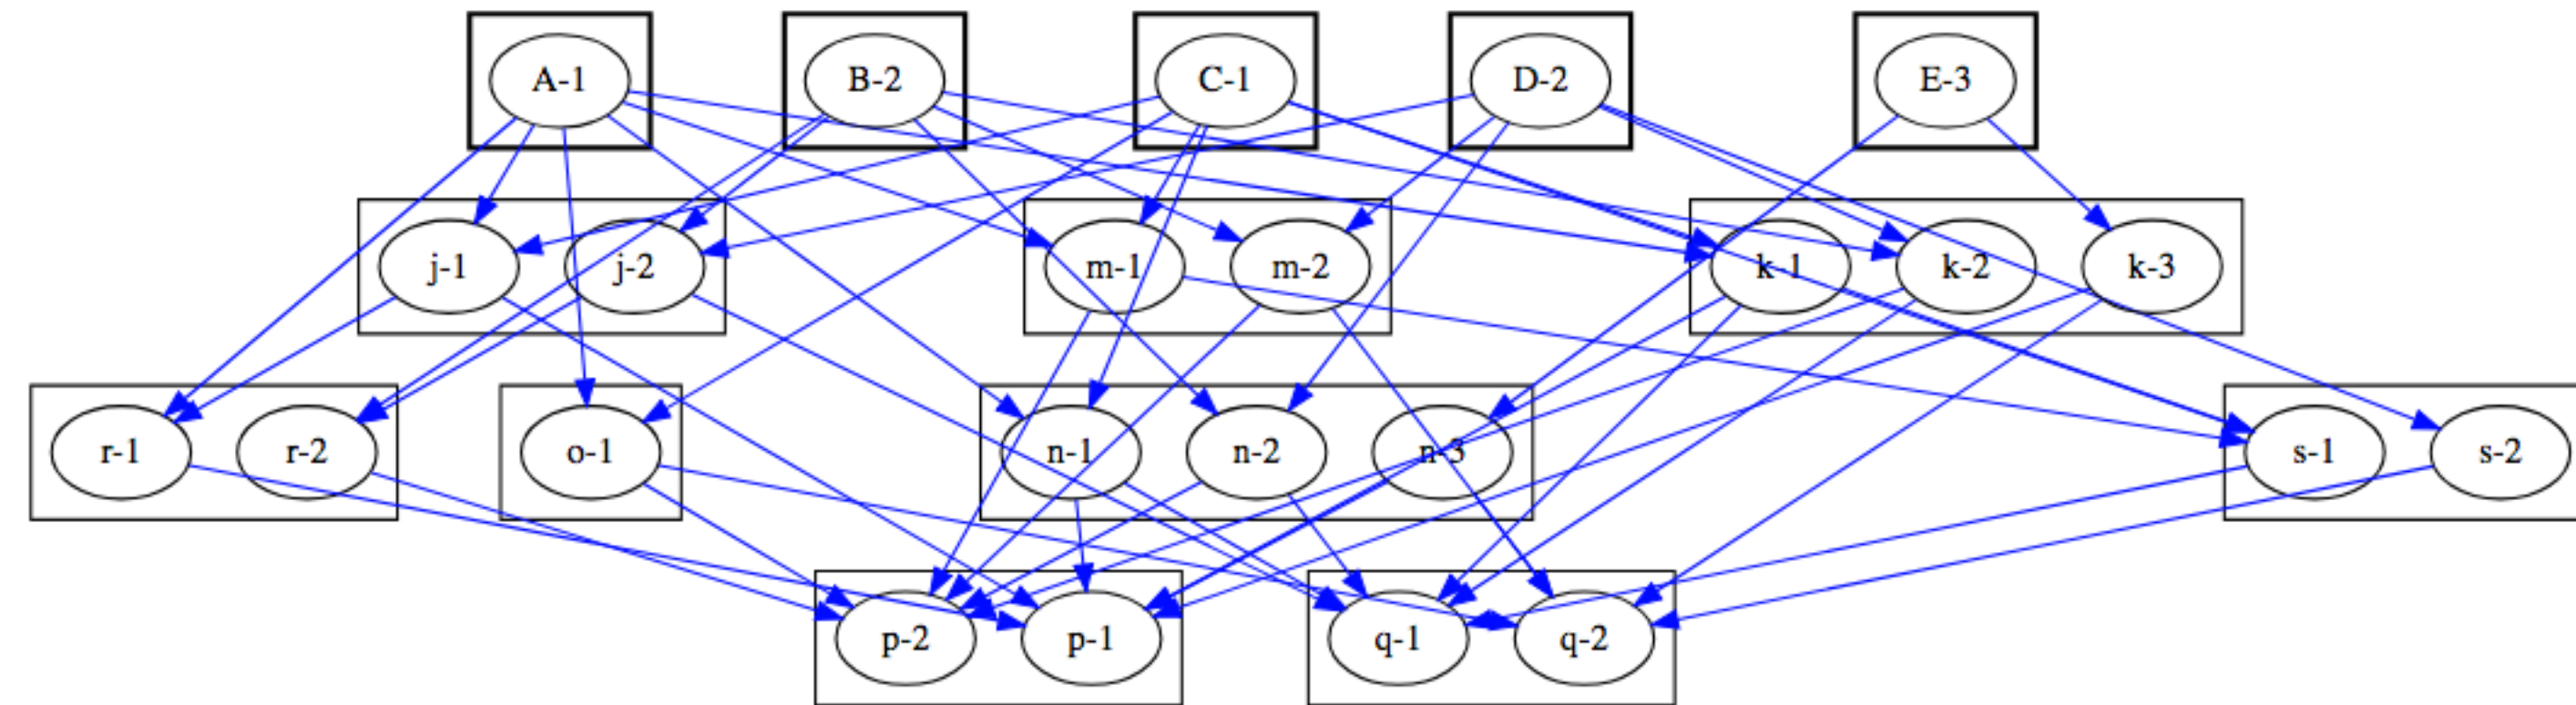 A-1 B-2 C-1 D-2 E-3
j-1 j-2 m-1 m-2 k-1 k-2 k-3
r-1 r-2 o-1 n-1 n-2 n-3 s-1 s-2
p-2 p-1 q-1 q-2